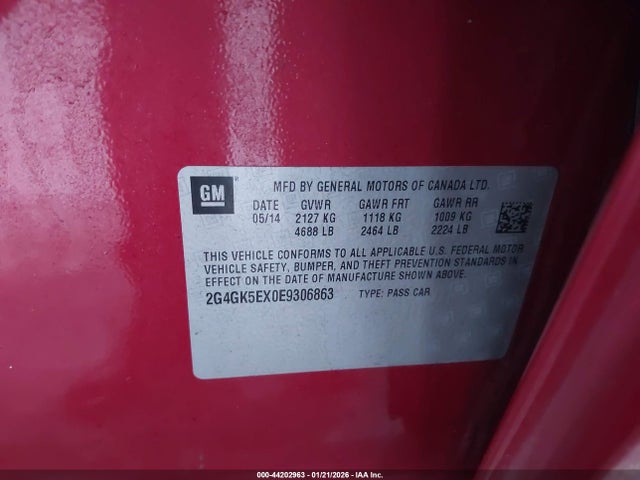 GM
MFD BY GENERAL MOTORS OF CANADA LTD.
DATE GVWR GAWR FRT GAWR RR
05/14 2127 KG 1118 KG 1009 KG
4688 LB 2464 LB 2224 LB
THIS VEHICLE CONFORMS TO ALL APPLICABLE U.S. FEDERAL MOTOR
VEHICLE SAFETY, BUMPER, AND THEFT PREVENTION STANDARDS IN
EFFECT ON THE DATE OF MANUFACTURE SHOWN ABOVE.
2G4GK5EX0E9306863 TYPE: PASS CAR
000-44202963 - 01/21/2026 - IAA Inc.